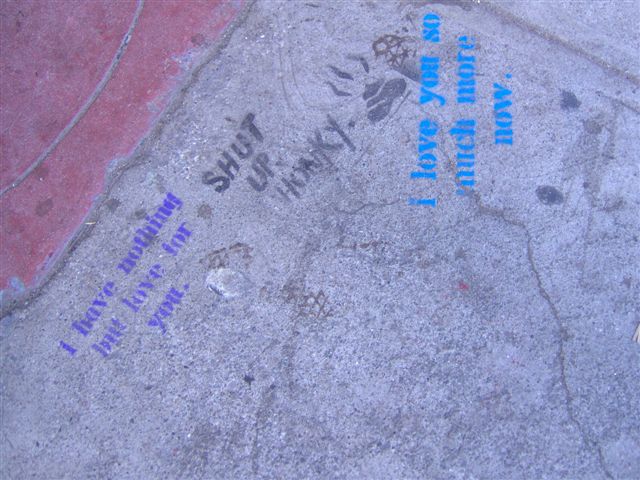 i have nothing
but love for
you.
SHUT
UP.
HONKY.
i love you so
much more
now.